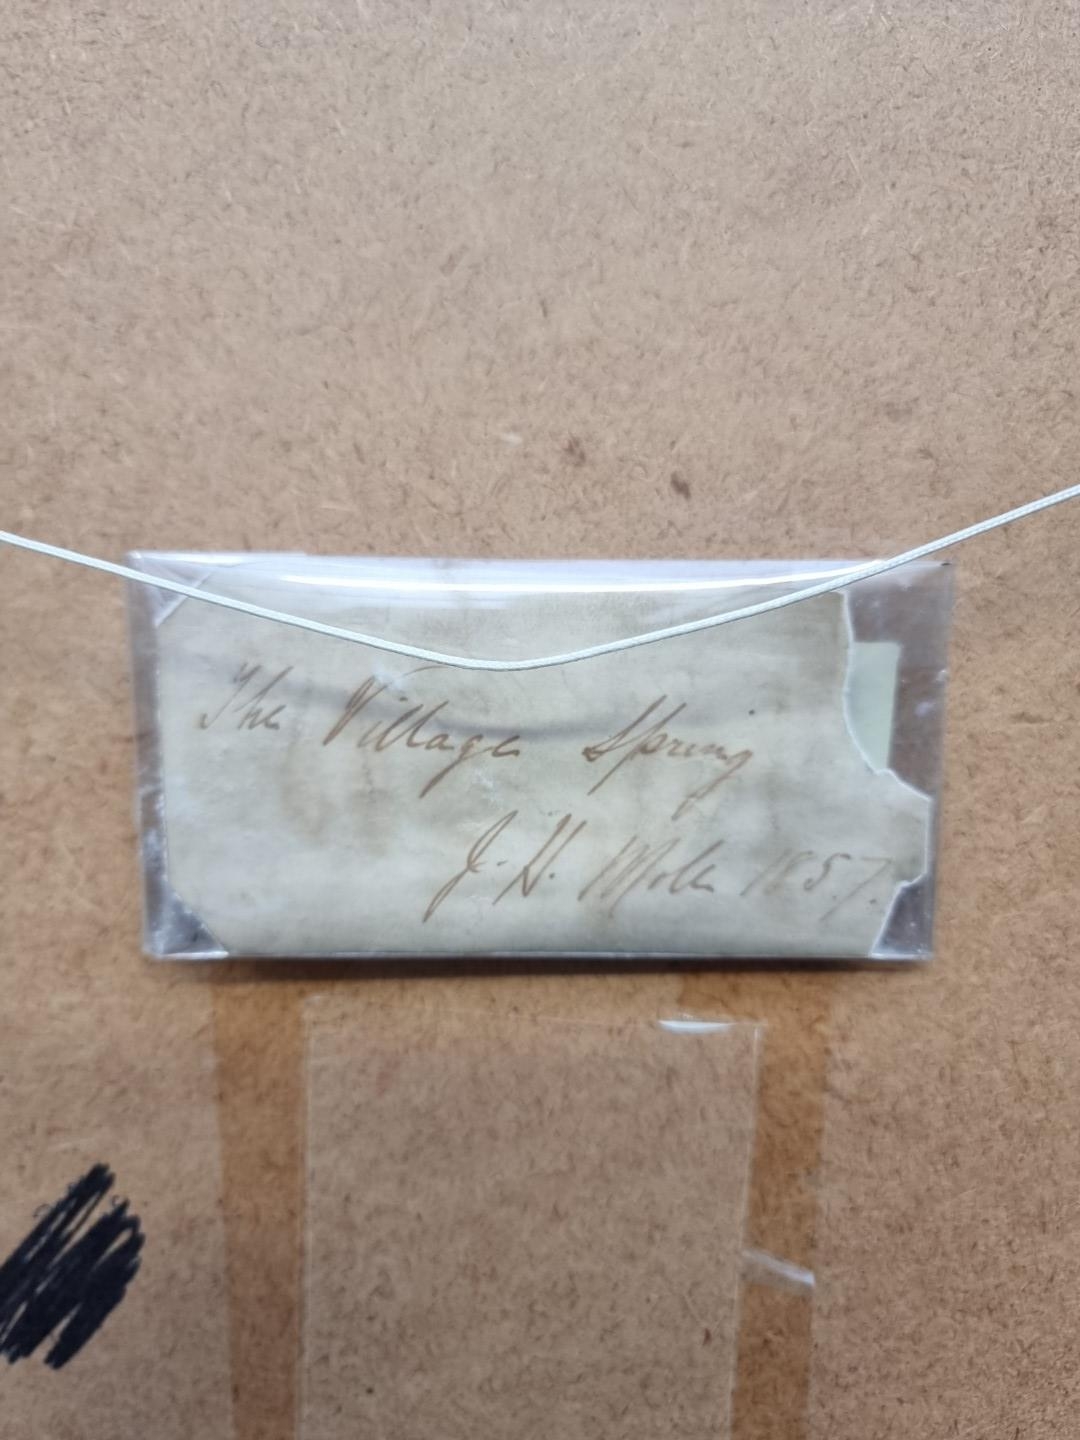 The Village Spring
J. H. Mole 1857.